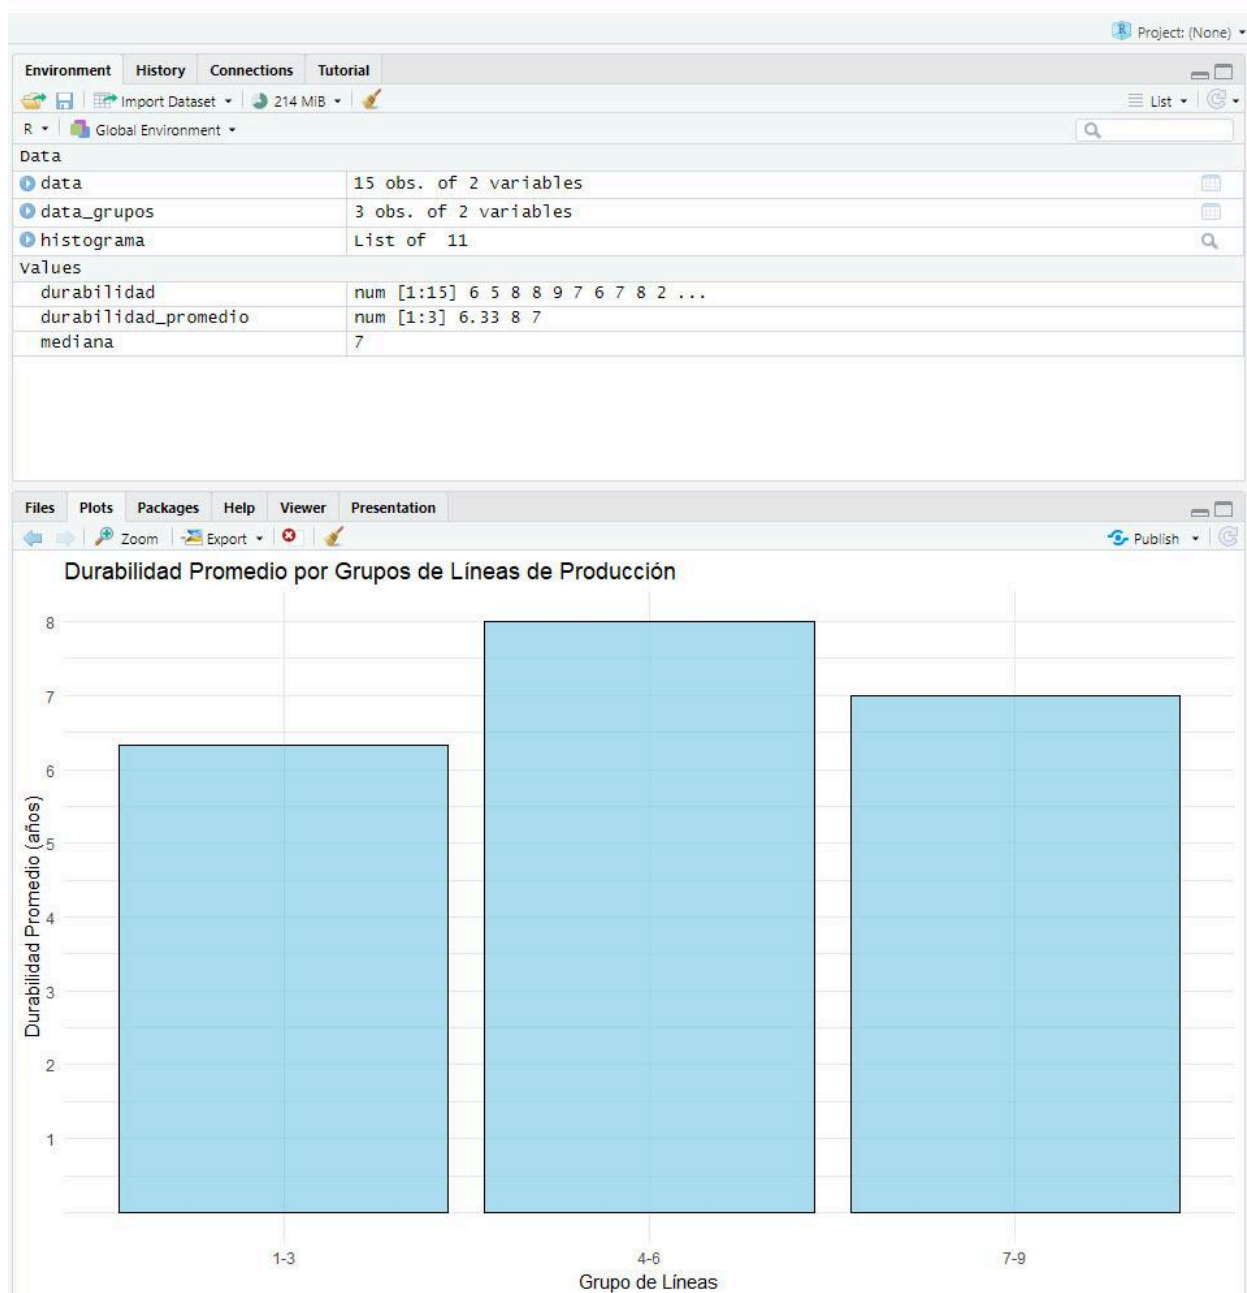 Project: (None)
Environment History Connections Tutorial
Import Dataset 214 MiB List
R Global Environment
Data
data 15 obs. of 2 variables
data_grupos 3 obs. of 2 variables
histograma List of  11
Values
durabilidad num [1:15] 6 5 8 8 9 7 6 7 8 2 ...
durabilidad_promedio num [1:3] 6.33 8 7
mediana 7
Files Plots Packages Help Viewer Presentation
Zoom Export Publish
Durabilidad Promedio por Grupos de Líneas de Producción
8
7
6
5
4
3
2
1
Durabilidad Promedio (años)
1-3 4-6 7-9
Grupo de Líneas